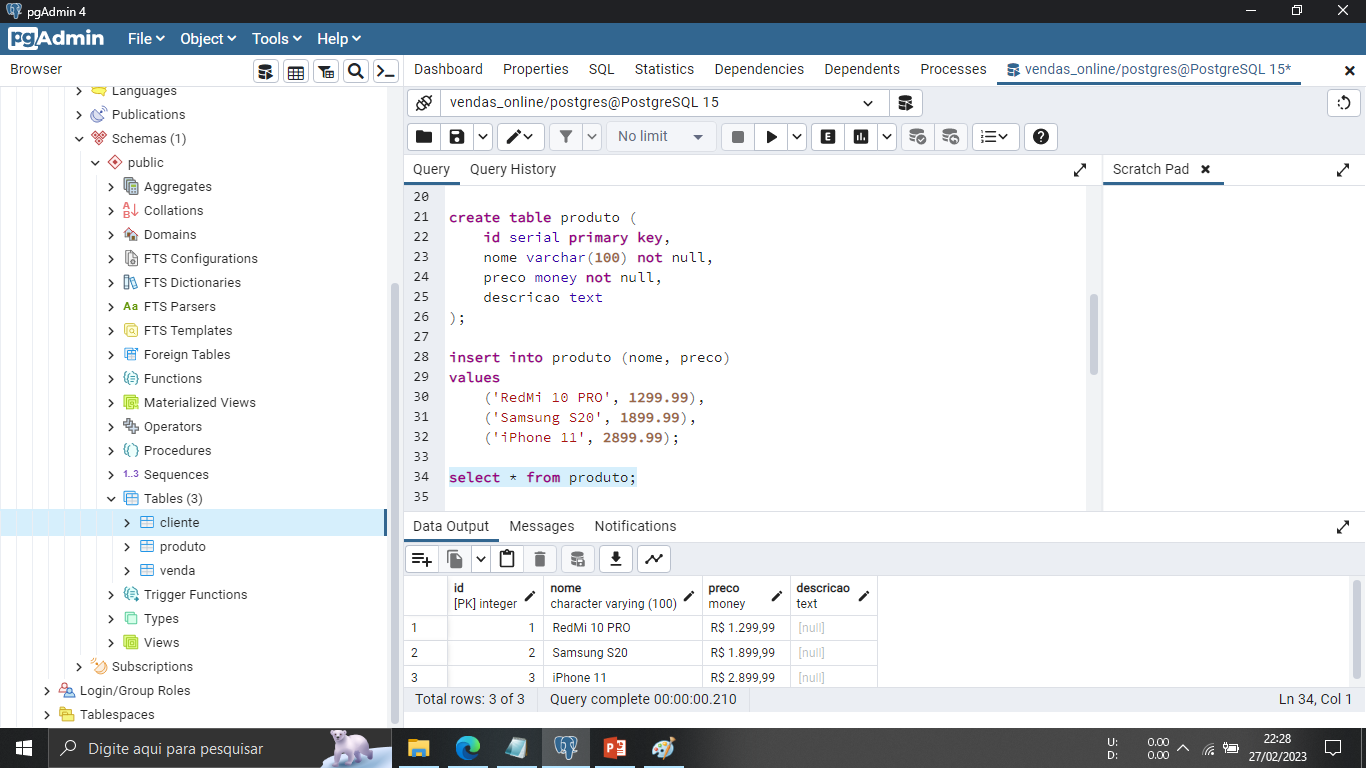 pgAdmin 4
pgAdmin File Object Tools Help
Browser
Dashboard Properties SQL Statistics Dependencies Dependents Processes vendas_online/postgres@PostgreSQL 15*
Languages
Publications
Schemas (1)
public
Aggregates
Collations
Domains
FTS Configurations
FTS Dictionaries
Aa FTS Parsers
FTS Templates
Foreign Tables
Functions
Materialized Views
Operators
Procedures
1..3 Sequences
Tables (3)
cliente
produto
venda
Trigger Functions
Types
Views
Subscriptions
Login/Group Roles
Tablespaces
vendas_online/postgres@PostgreSQL 15
No limit
E
Query Query History
Scratch Pad
20
21 create table produto (
22 id serial primary key,
23 nome varchar(100) not null,
24 preco money not null,
25 descricao text
26 );
27
28 insert into produto (nome, preco)
29 values
30 ('RedMi 10 PRO', 1299.99),
31 ('Samsung S20', 1899.99),
32 ('iPhone 11', 2899.99);
33
34 select * from produto;
35
Data Output Messages Notifications
id nome preco descricao
[PK] integer character varying (100) money text
1 1 RedMi 10 PRO R$ 1.299,99 [null]
2 2 Samsung S20 R$ 1.899,99 [null]
3 3 iPhone 11 R$ 2.899,99 [null]
Total rows: 3 of 3 Query complete 00:00:00.210 Ln 34, Col 1
Digite aqui para pesquisar
U: 0.00
D: 0.00
22:28
27/02/2023